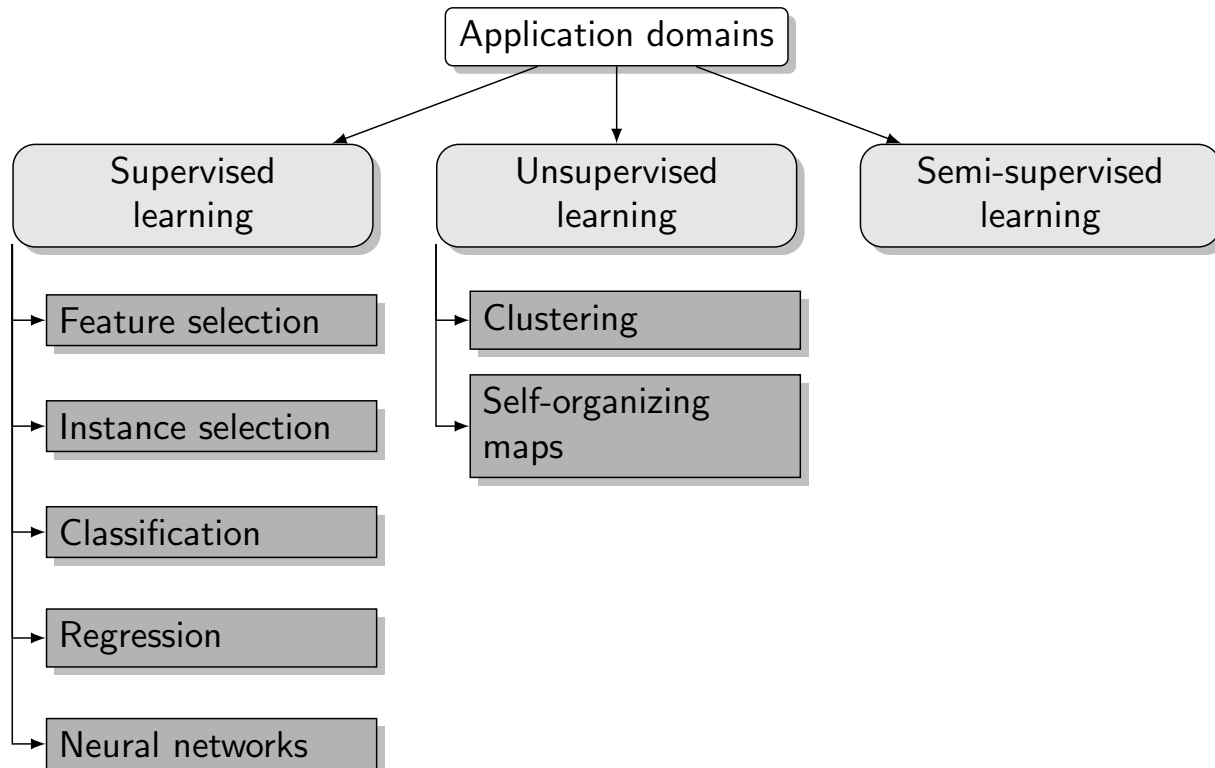 Application domains
Supervised
learning
Unsupervised
learning
Semi-supervised
learning
Feature selection
Instance selection
Classification
Regression
Neural networks
Clustering
Self-organizing
maps